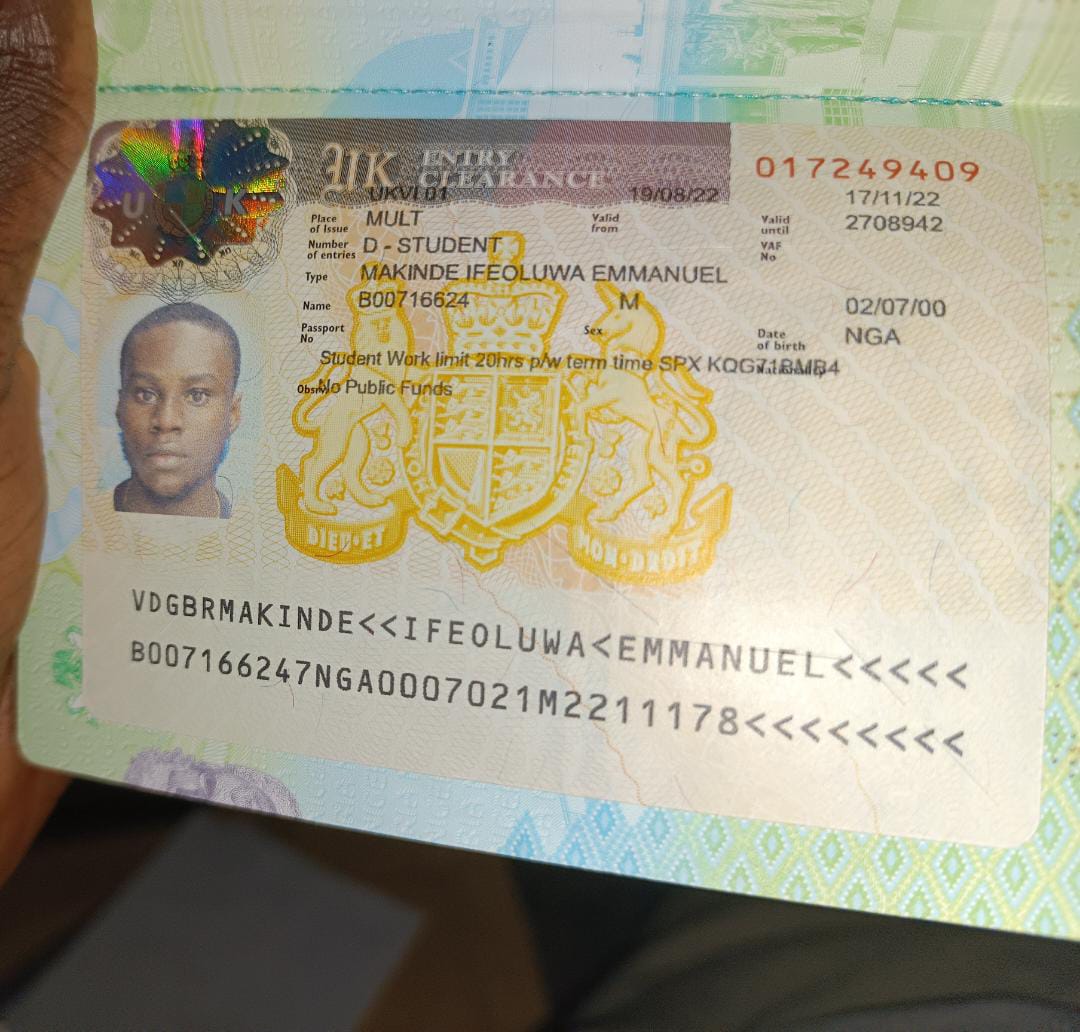 U K
UK ENTRY CLEARANCE 017249409
UKVI 01 19/08/22 17/11/22
Place of Issue MULT Valid from Valid until 2708942
Number of entries D - STUDENT VAF No
Type MAKINDE IFEOLUWA EMMANUEL
Name B00716624 M 02/07/00
Passport No Sex Date of birth NGA
Student Work limit 20hrs p/w term time SPX Nationality
Obsrv No Public Funds
DIEU·ET MON·DROIT
VDGBRMAKINDE<<IFEOLUWA<EMMANUEL<<<<<
B007166247NGA0007021M2211178<<<<<<<<